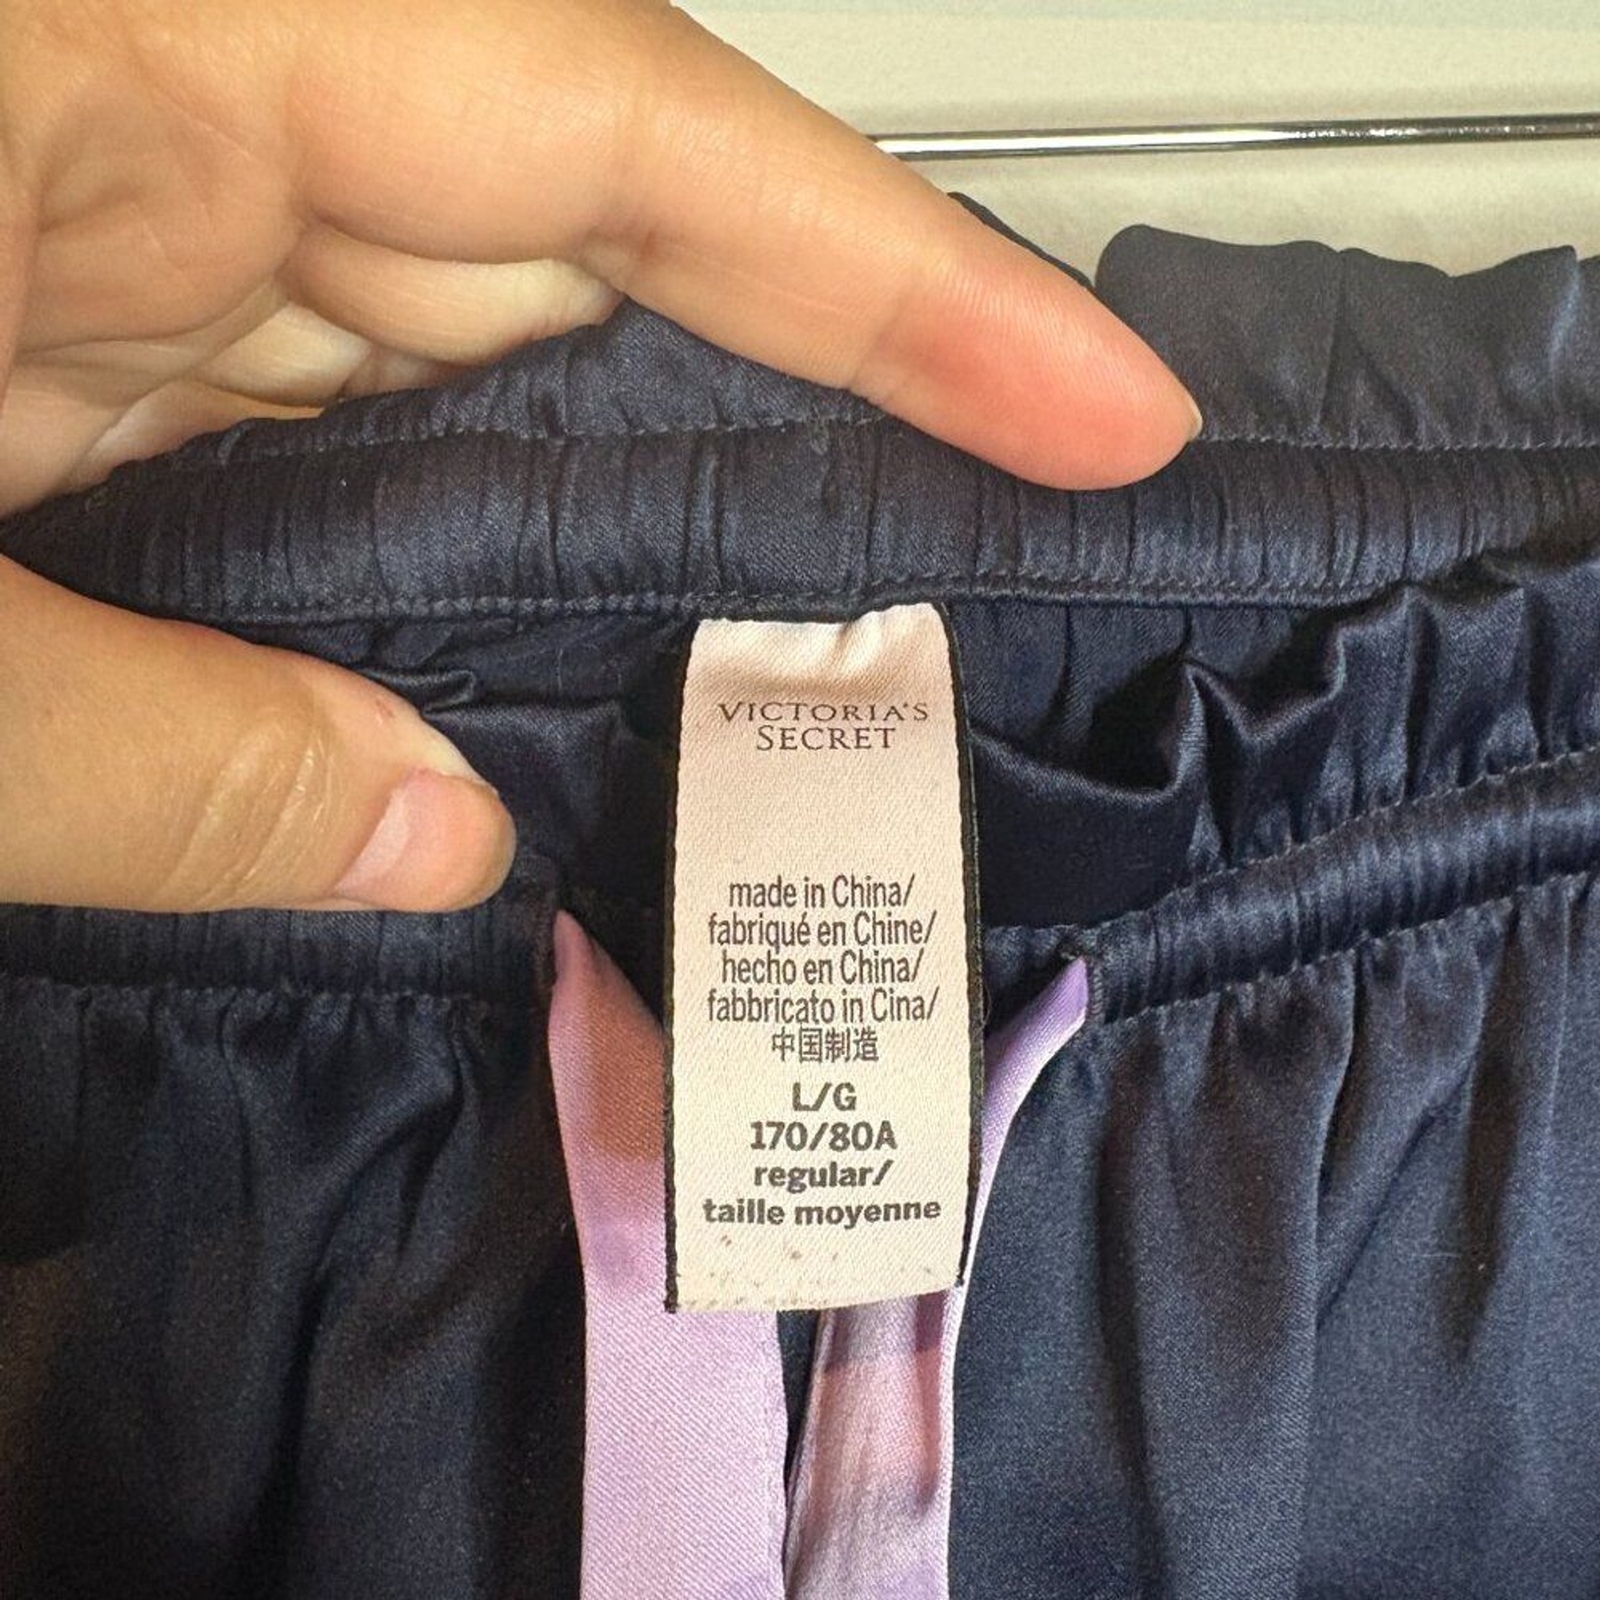 VICTORIA'S
SECRET
made in China/
fabriqué en Chine/
hecho en China/
fabbricato in Cina/
中国制造
L/G
170/80A
regular/
taille moyenne